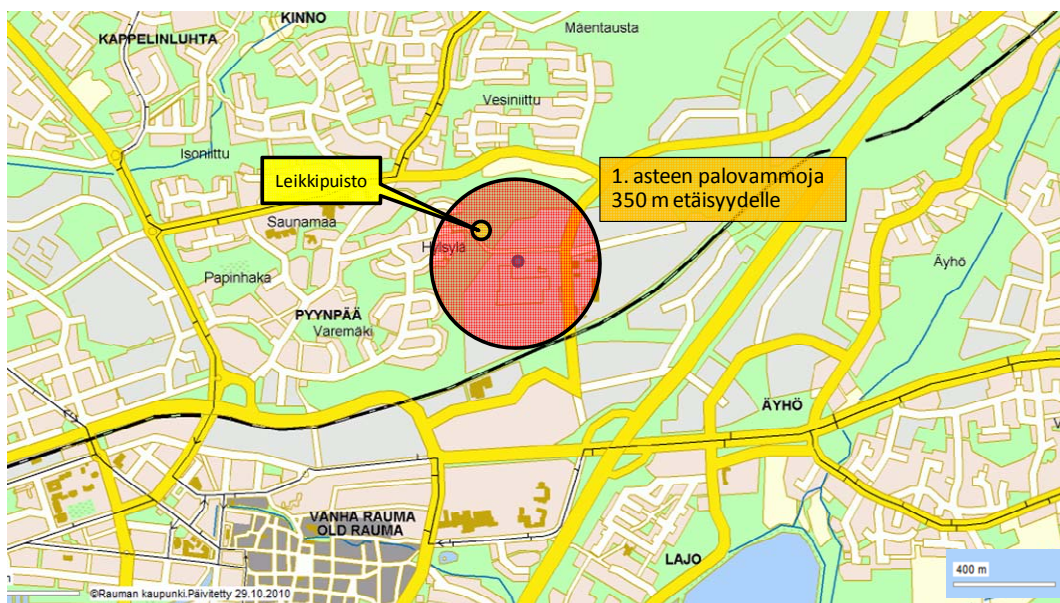 KINNO
Mäentausta
KAPPELINLUHTA
Vesiniittu
Isoniittu
Leikkipuisto
1. asteen palovammoja
350 m etäisyydelle
Saunamaa
Hylsylä
Papinhaka
Äyhö
PYYNPÄÄ
Varemäki
ÄYHÖ
VANHA RAUMA
OLD RAUMA
LAJO
400 m
©Rauman kaupunki.Päivitetty 29.10.2010